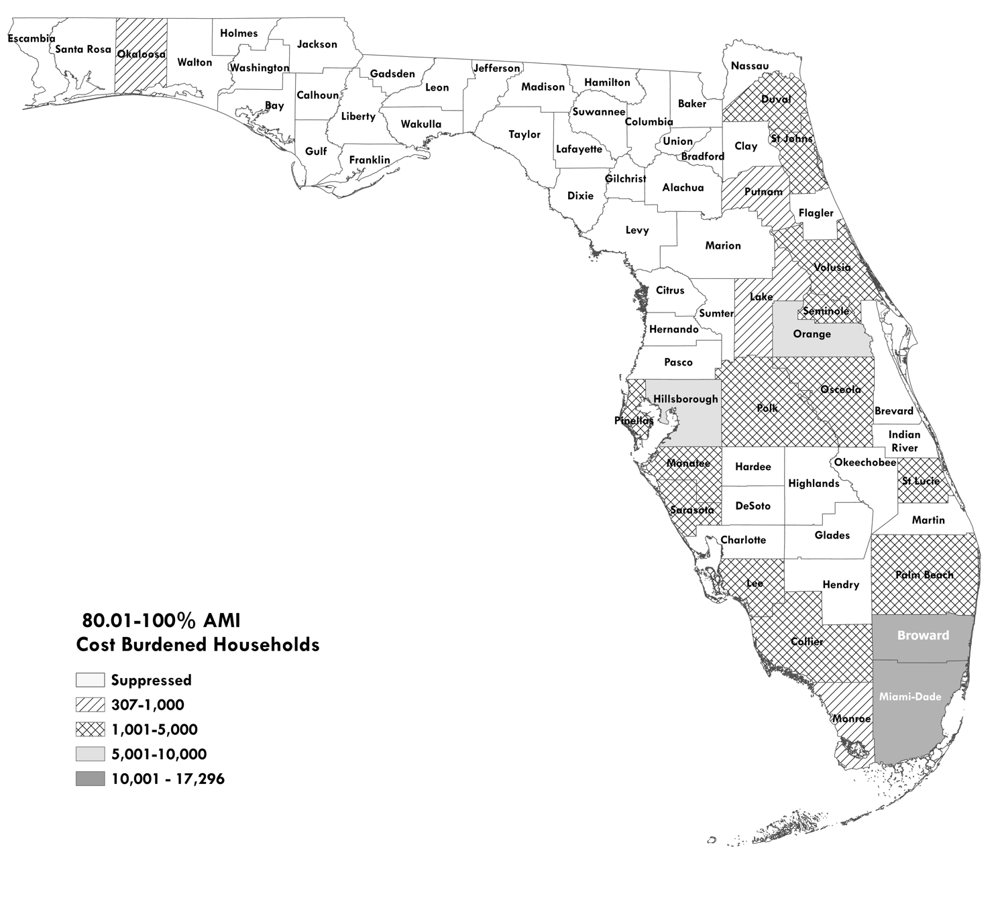 Escambia
Santa Rosa
Okaloosa
Walton
Holmes
Washington
Jackson
Bay
Calhoun
Gulf
Gadsden
Liberty
Franklin
Leon
Wakulla
Jefferson
Madison
Taylor
Hamilton
Suwannee
Lafayette
Columbia
Baker
Nassau
Duval
Union
Bradford
Clay
St Johns
Gilchrist
Dixie
Alachua
Putnam
Flagler
Levy
Marion
Volusia
Citrus
Lake
Sumter
Seminole
Hernando
Orange
Pasco
Hillsborough
Pinellas
Polk
Osceola
Brevard
Indian
River
Manatee
Hardee
Highlands
Okeechobee
St Lucie
Sarasota
DeSoto
Martin
Charlotte
Glades
Lee
Hendry
Palm Beach
Collier
Broward
Miami-Dade
Monroe
80.01-100% AMI
Cost Burdened Households
Suppressed
307-1,000
1,001-5,000
5,001-10,000
10,001 - 17,296